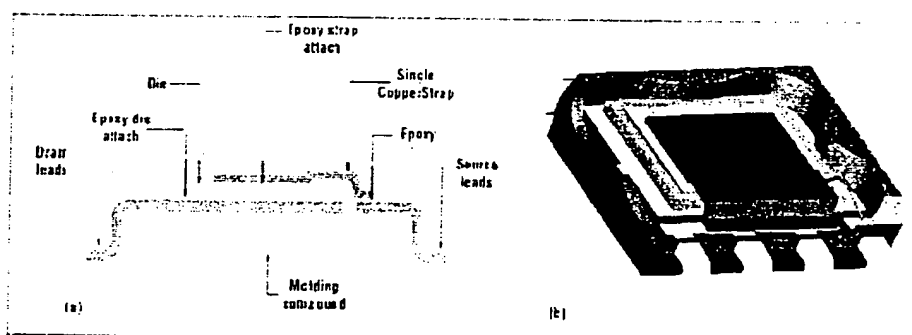 Epoxy strap
attach
Die
Single
Copper Strap
Epoxy die
attach
Epoxy
Drain
leads
Source
leads
Molding
compound
(a)
(b)